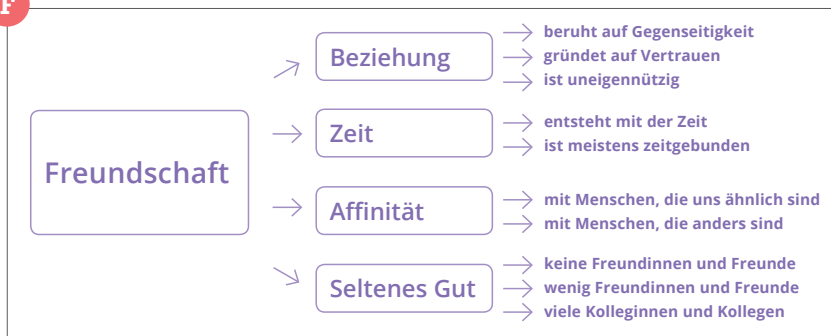 F
Freundschaft
Beziehung
beruht auf Gegenseitigkeit
gründet auf Vertrauen
ist uneigennützig
Zeit
entsteht mit der Zeit
ist meistens zeitgebunden
Affinität
mit Menschen, die uns ähnlich sind
mit Menschen, die anders sind
Seltenes Gut
keine Freundinnen und Freunde
wenig Freundinnen und Freunde
viele Kolleginnen und Kollegen